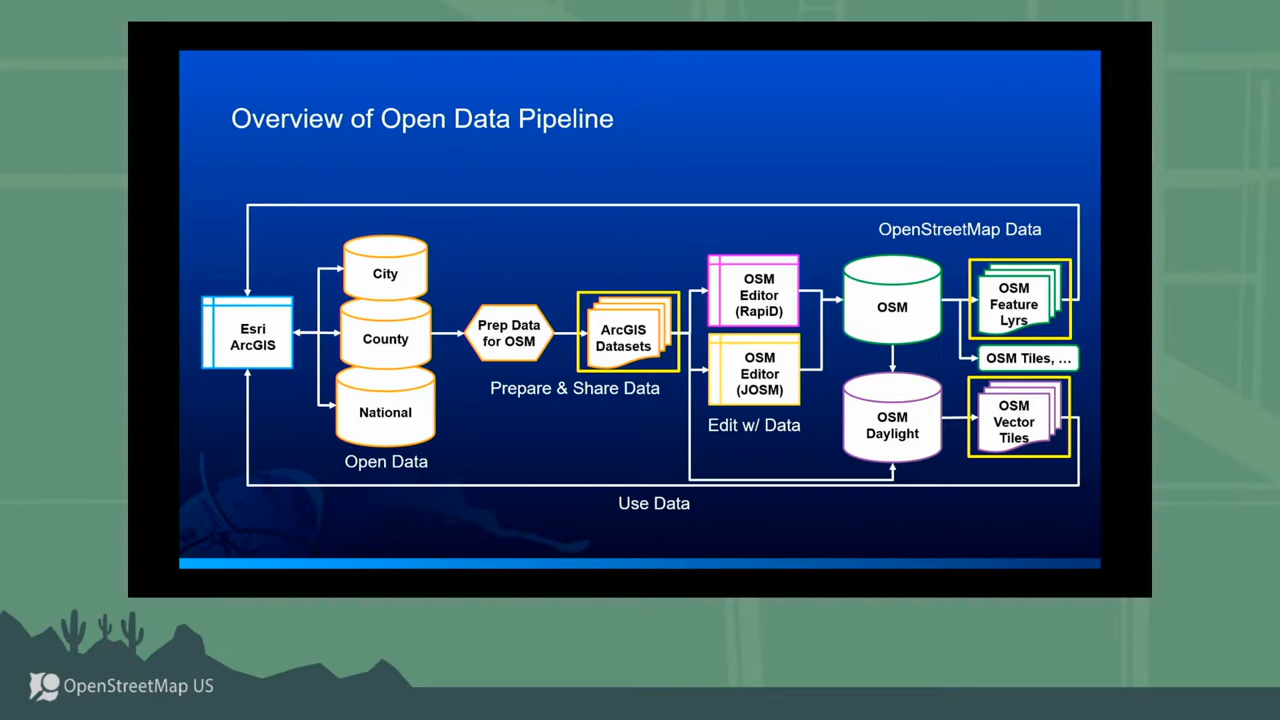 Overview of Open Data Pipeline
OpenStreetMap Data
Esri
ArcGIS
City
County
National
Open Data
Prep Data
for OSM
ArcGIS
Datasets
Prepare & Share Data
OSM
Editor
(RapiD)
OSM
Editor
(JOSM)
Edit w/ Data
OSM
OSM
Daylight
OSM
Feature
Lyrs
OSM Tiles, ...
OSM
Vector
Tiles
Use Data
OpenStreetMap US